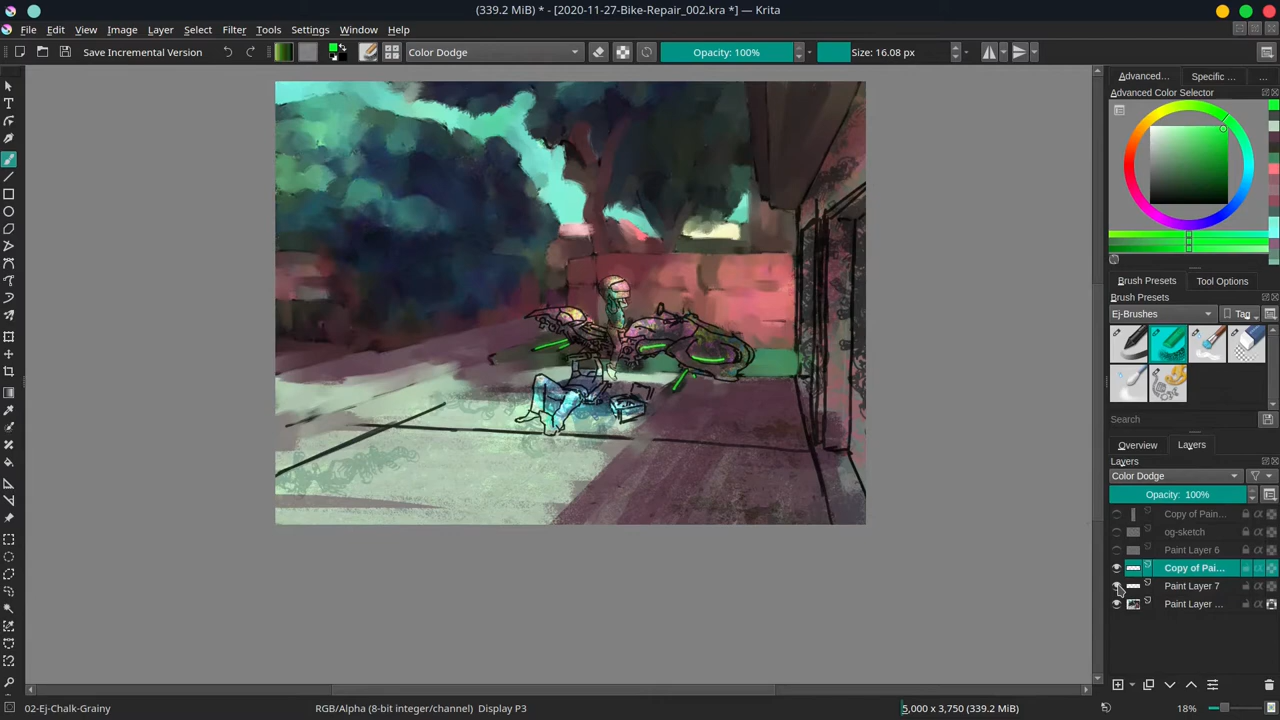 (339.2 MiB) * - [2020-11-27-Bike-Repair_002.kra *] — Krita
File Edit View Image Layer Select Filter Tools Settings Window Help
Save Incremental Version Color Dodge Opacity: 100% Size: 16.08 px
Advanced... Specific ... ...
Advanced Color Selector
Brush Presets Tool Options
Brush Presets
Ej-Brushes Tag
Search
Overview Layers
Layers
Color Dodge
Opacity: 100%
Copy of Pain...
og-sketch
Paint Layer 6
Copy of Pai...
Paint Layer 7
Paint Layer ...
02-Ej-Chalk-Grainy RGB/Alpha (8-bit integer/channel) Display P3 5,000 x 3,750 (339.2 MiB) 18%